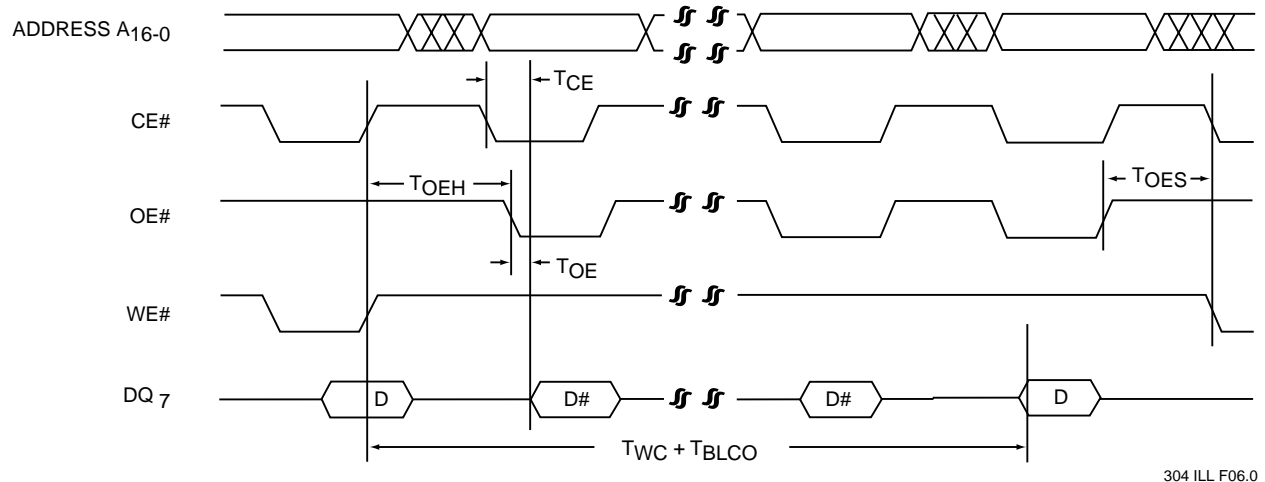 ADDRESS A16-0
TCE
CE#
TOEH
TOES
OE#
TOE
WE#
DQ 7
D
D#
D#
D
TWC + TBLCO
304 ILL F06.0